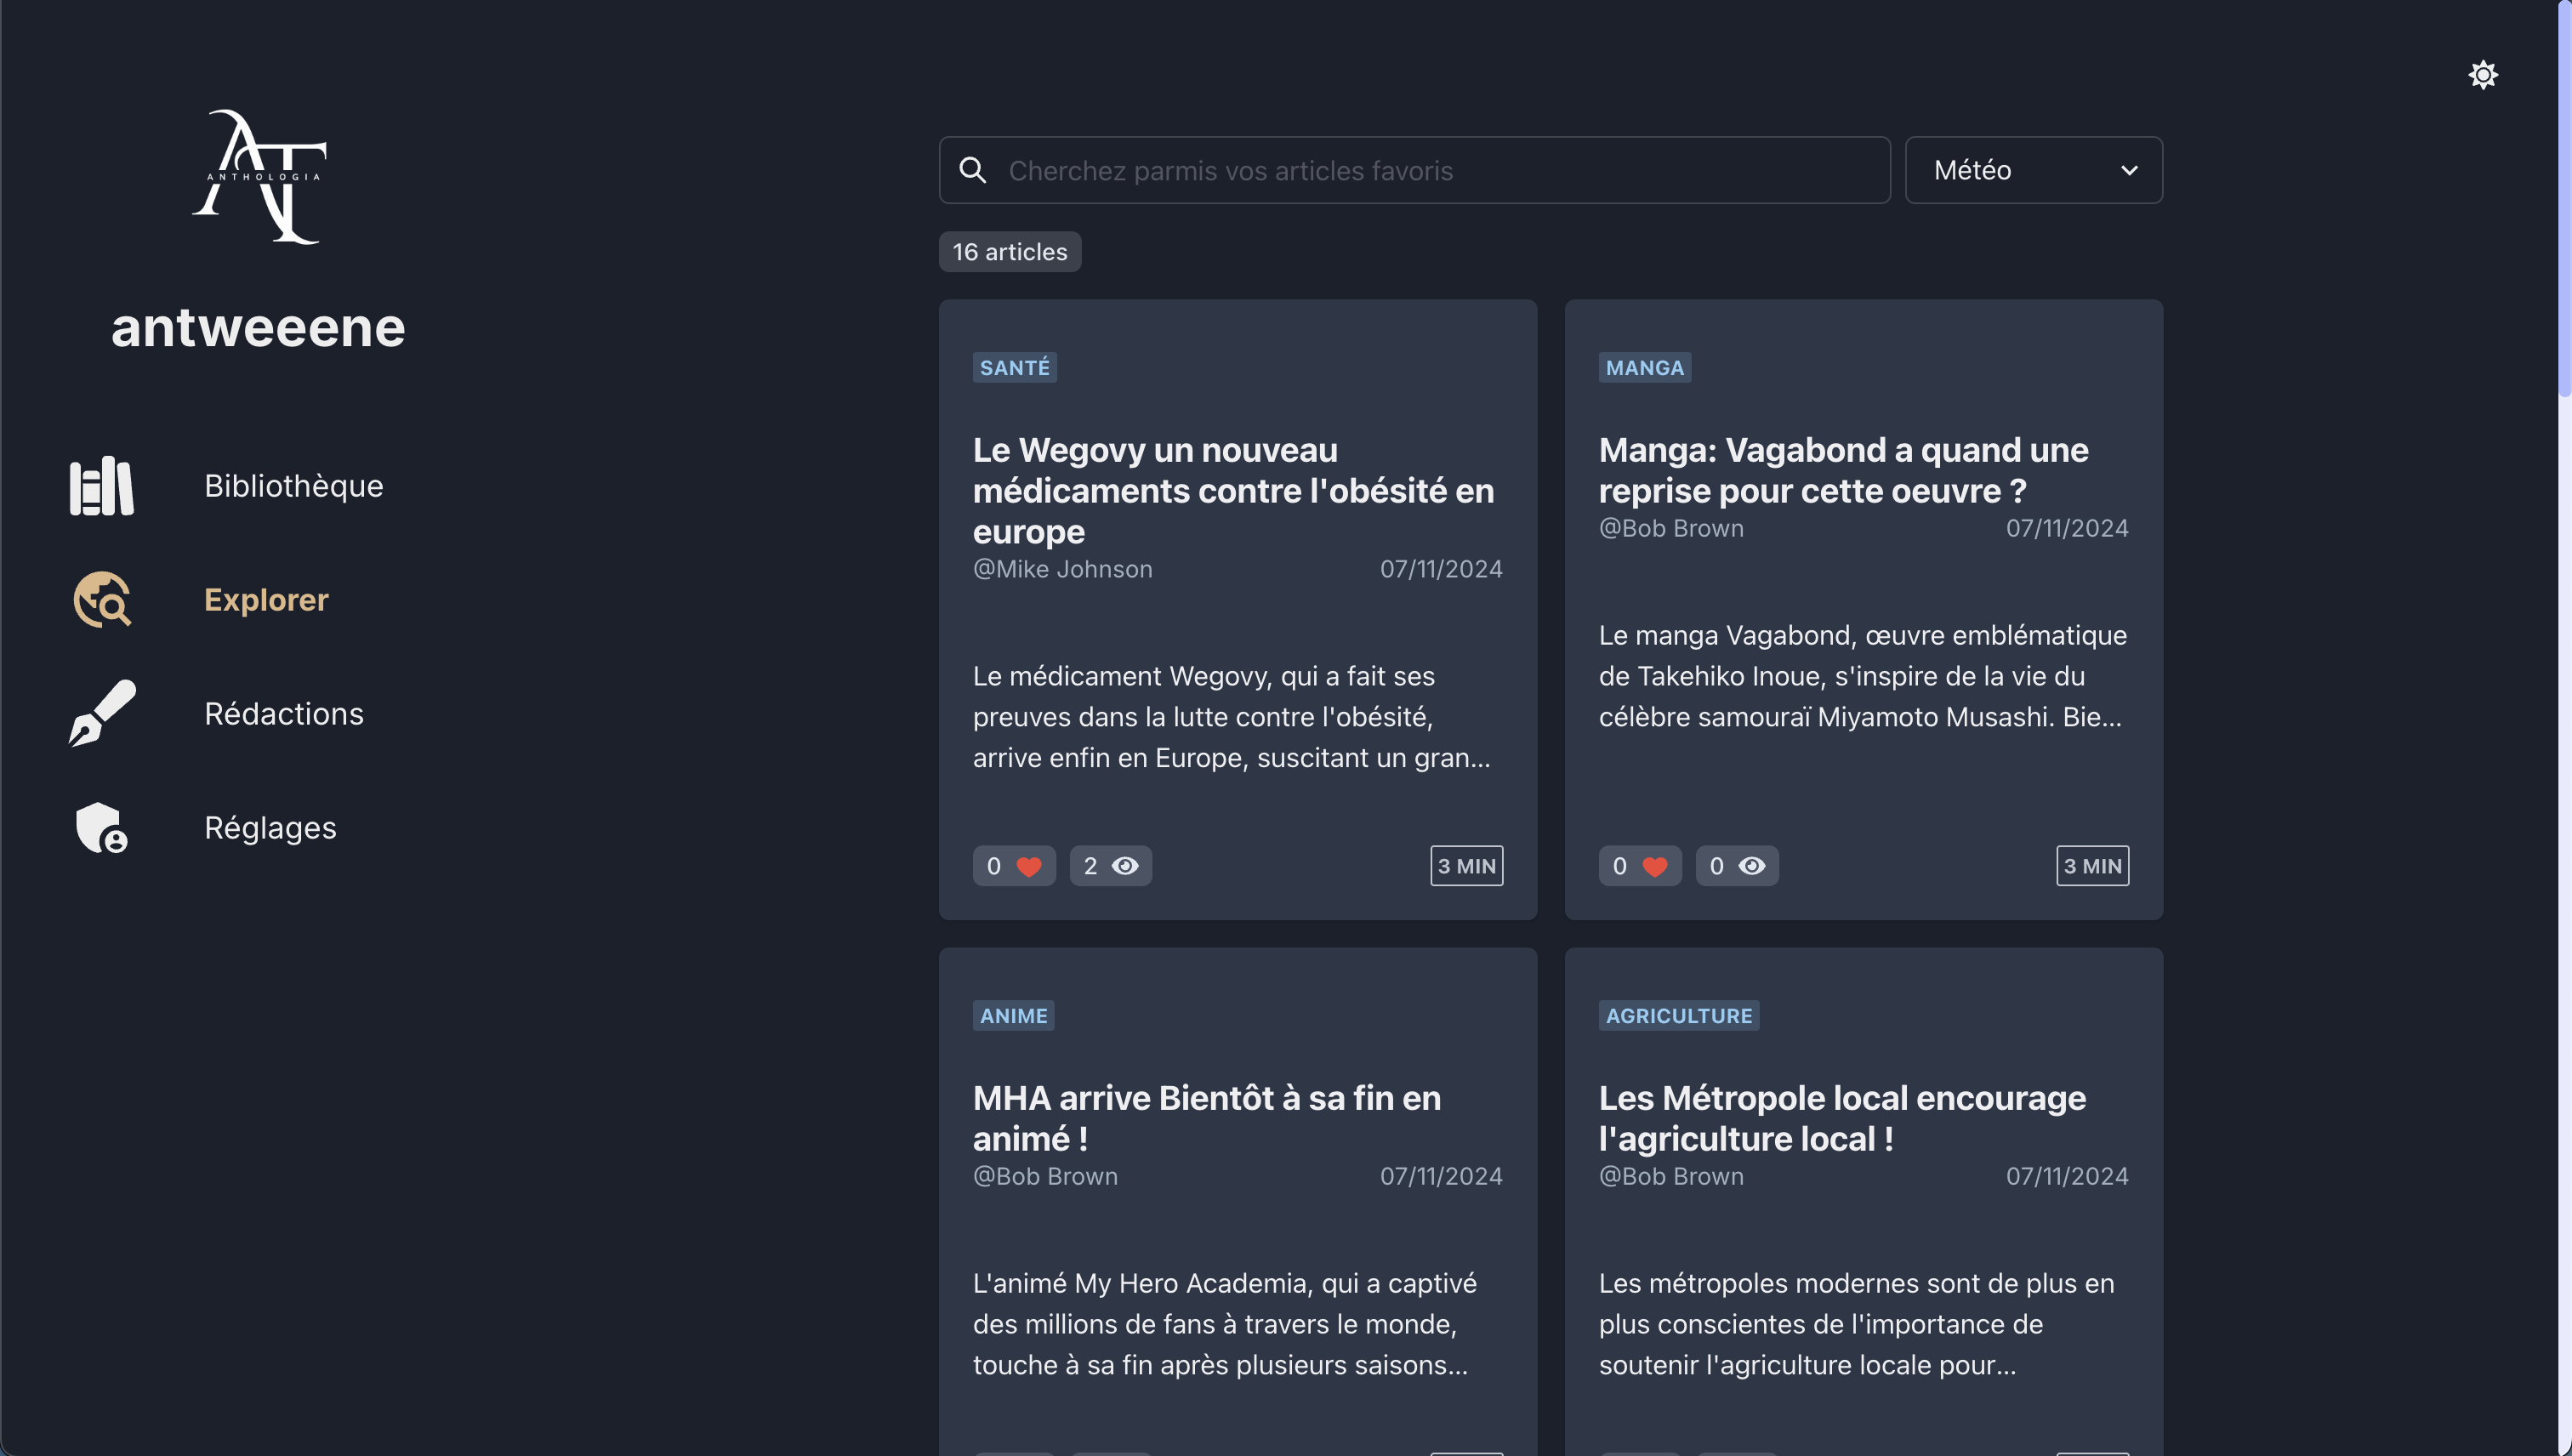 AT
ANTHOLOGIA
antweeene
Bibliothèque
Explorer
Rédactions
Réglages
Cherchez parmis vos articles favoris
Météo
16 articles
SANTÉ
Le Wegovy un nouveau
médicaments contre l'obésité en
europe
@Mike Johnson 07/11/2024
Le médicament Wegovy, qui a fait ses
preuves dans la lutte contre l'obésité,
arrive enfin en Europe, suscitant un gran...
0 2 3 MIN
MANGA
Manga: Vagabond a quand une
reprise pour cette oeuvre ?
@Bob Brown 07/11/2024
Le manga Vagabond, œuvre emblématique
de Takehiko Inoue, s'inspire de la vie du
célèbre samouraï Miyamoto Musashi. Bie...
0 0 3 MIN
ANIME
MHA arrive Bientôt à sa fin en
animé !
@Bob Brown 07/11/2024
L'animé My Hero Academia, qui a captivé
des millions de fans à travers le monde,
touche à sa fin après plusieurs saisons...
AGRICULTURE
Les Métropole local encourage
l'agriculture local !
@Bob Brown 07/11/2024
Les métropoles modernes sont de plus en
plus conscientes de l'importance de
soutenir l'agriculture locale pour...